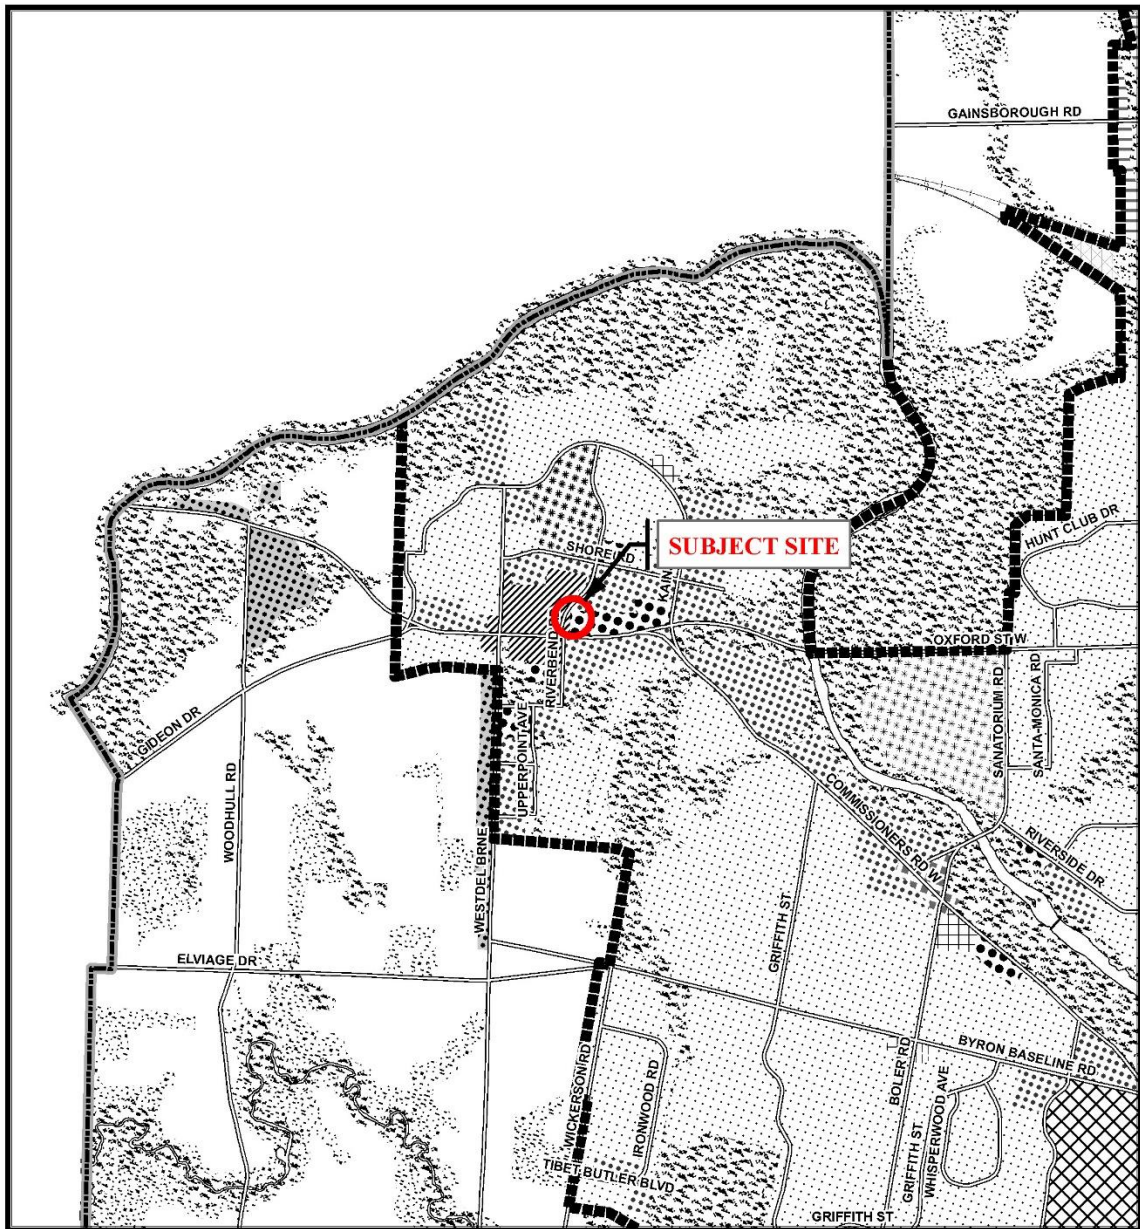 GAINSBOROUGH RD
HUNT CLUB DR
SUBJECT SITE
OXFORD ST W
RIVERBEND
GIDEON DR
SANATORIUM RD
SANTA-MONICA RD
UPPERPOINT AVE
WOODHULL RD
COMMISSIONERS RD W
WESTDEL BRNE
RIVERSIDE DR
GRIFFITH ST
ELVIAGE DR
BYRON BASELINE RD
BOLER RD
WICKERSON RD
IRONWOOD RD
WHISPERWOOD AVE
GRIFFITH ST
TIBET BUTLER BLVD
GRIFFITH ST